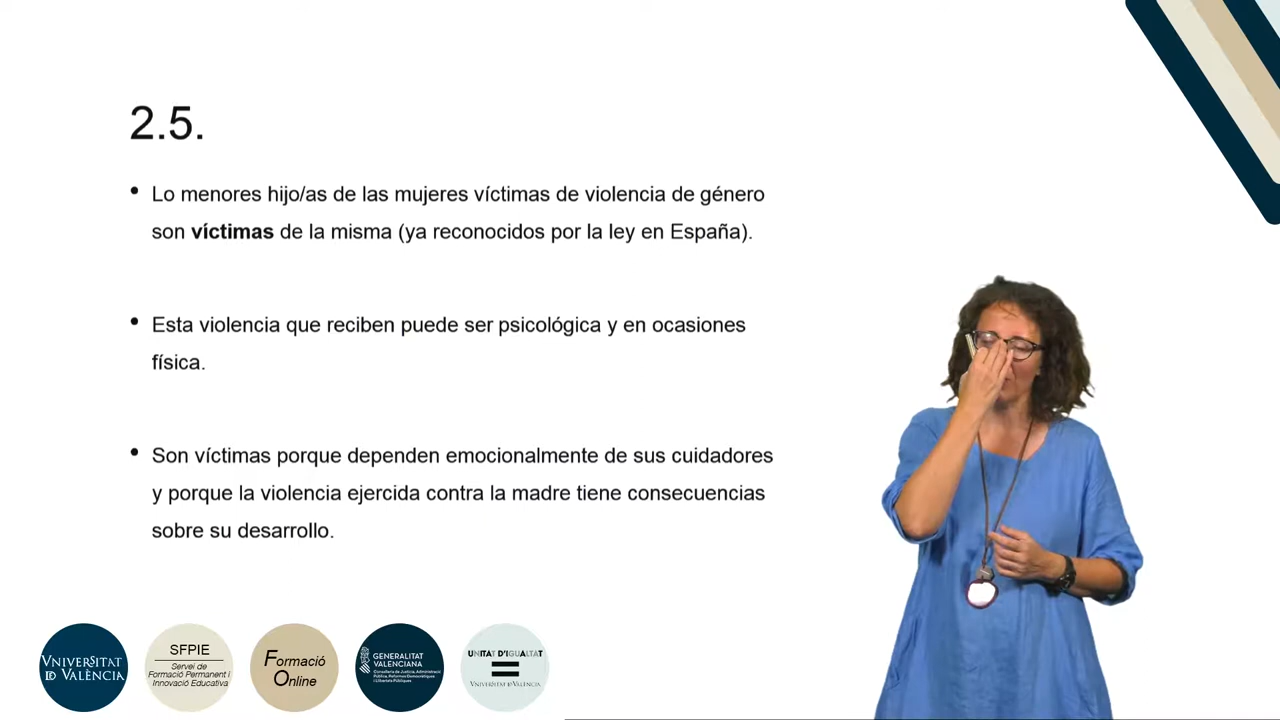 2.5.
• Lo menores hijo/as de las mujeres víctimas de violencia de género
son víctimas de la misma (ya reconocidos por la ley en España).
• Esta violencia que reciben puede ser psicológica y en ocasiones
física.
• Son víctimas porque dependen emocionalmente de sus cuidadores
y porque la violencia ejercida contra la madre tiene consecuencias
sobre su desarrollo.
VNIVERSITAT
ID VALÈNCIA
SFPIE
Servei de
Formació Permanent i
Innovació Educativa
Formació
Online
GENERALITAT
VALENCIANA
Conselleria de Justícia, Administració
Pública, Reformes Democràtiques
i Llibertats Públiques
UNITAT D'IGUALTAT
VNIVERSITAT ID VALÈNCIA